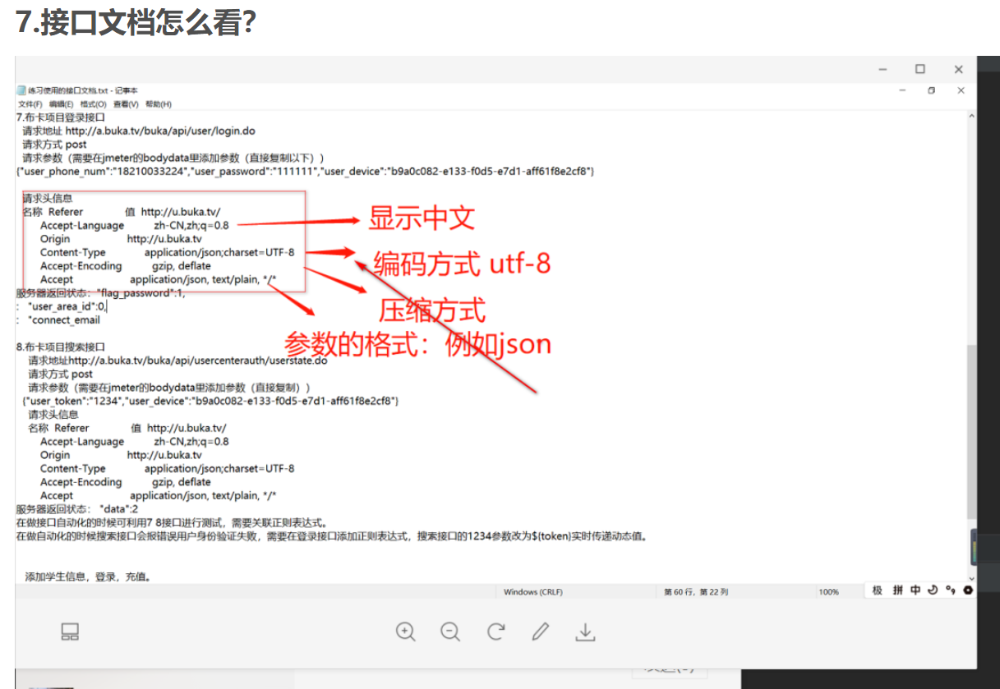 7.接口文档怎么看?
练习使用的接口文档.txt - 记事本
文件(F) 编辑(E) 格式(O) 查看(V) 帮助(H)
7.布卡项目登录接口
请求地址 http://a.buka.tv/buka/api/user/login.do
请求方式 post
请求参数（需要在jmeter的bodydata里添加参数（直接复制以下））
{"user_phone_num":"18210033224","user_password":"111111","user_device":"b9a0c082-e133-f0d5-e7d1-aff61f8e2cf8"}
请求头信息
名称 Referer 值 http://u.buka.tv/
Accept-Language zh-CN,zh;q=0.8
显示中文
Origin http://u.buka.tv
Content-Type application/json;charset=UTF-8
编码方式 utf-8
Accept-Encoding gzip, deflate
压缩方式
Accept application/json, text/plain, */*
参数的格式：例如json
服务器返回状态："flag_password":1,
: "user_area_id":0,
: "connect_email
8.布卡项目搜索接口
请求地址http://a.buka.tv/buka/api/usercenterauth/userstate.do
请求方式 post
请求参数（需要在jmeter的bodydata里添加参数（直接复制））
{"user_token":"1234","user_device":"b9a0c082-e133-f0d5-e7d1-aff61f8e2cf8"}
请求头信息
名称 Referer 值 http://u.buka.tv/
Accept-Language zh-CN,zh;q=0.8
Origin http://u.buka.tv
Content-Type application/json;charset=UTF-8
Accept-Encoding gzip, deflate
Accept application/json, text/plain, */*
服务器返回状态： "data":2
在做接口自动化的时候可利用7 8接口进行测试，需要关联正则表达式。
在做自动化的时候搜索接口会报错误用户身份验证失败，需要在登录接口添加正则表达式，搜索接口的1234参数改为${token}实时传递动态值。
添加学生信息，登录，充值。
Windows (CRLF) 第 60 行，第 22 列 100%
极 拼 中